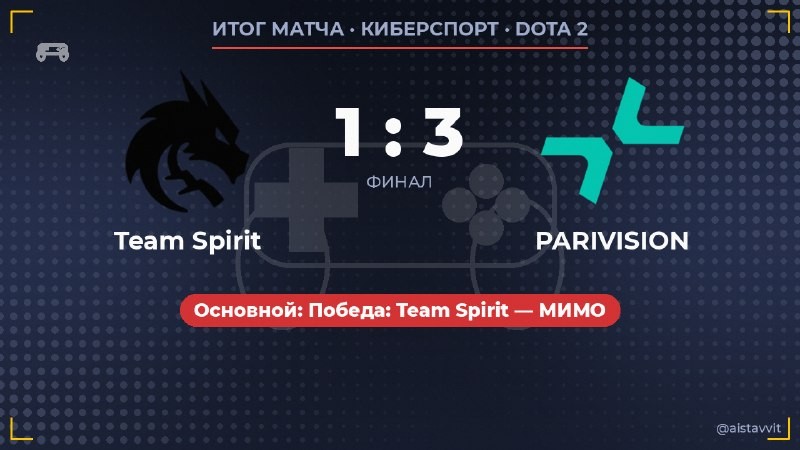 ИТОГ МАТЧА · КИБЕРСПОРТ · DOTA 2
1 : 3
ФИНАЛ
Team Spirit
PARIVISION
Основной: Победа: Team Spirit — МИМО
@aistavvit